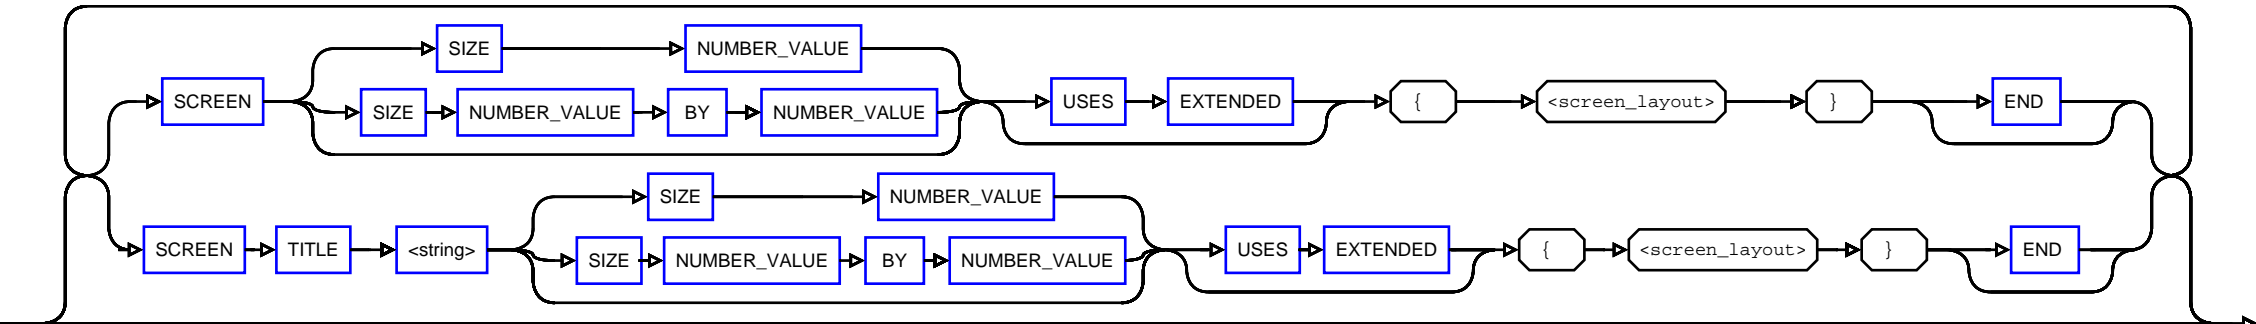 SIZE NUMBER_VALUE
SCREEN USES EXTENDED { <screen_layout> } END
SIZE NUMBER_VALUE BY NUMBER_VALUE
SIZE NUMBER_VALUE
SCREEN TITLE <string> USES EXTENDED { <screen_layout> } END
SIZE NUMBER_VALUE BY NUMBER_VALUE